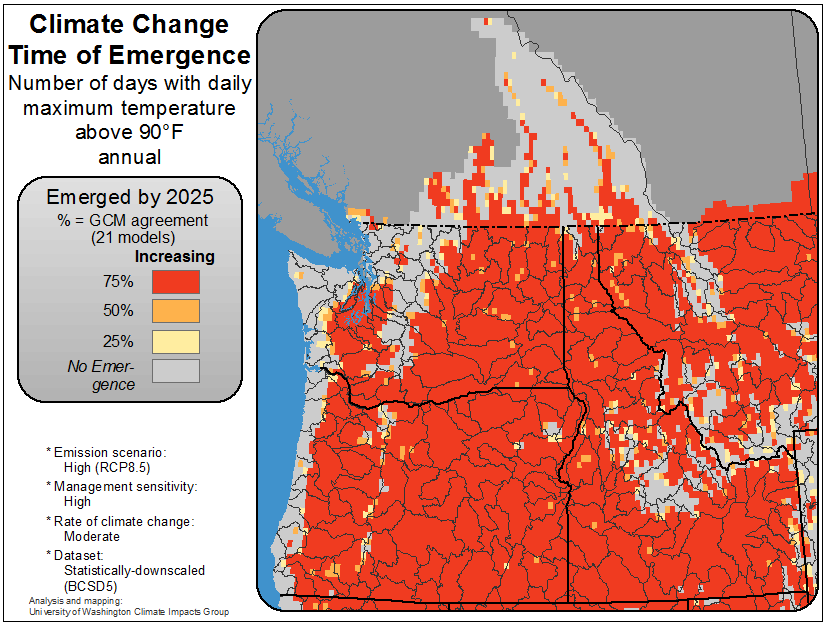 Climate Change
Time of Emergence
Number of days with daily
maximum temperature
above 90°F
annual
Emerged by 2025
% = GCM agreement
(21 models)
Increasing
75%
50%
25%
No Emer-
gence
* Emission scenario:
High (RCP8.5)
* Management sensitivity:
High
* Rate of climate change:
Moderate
* Dataset:
Statistically-downscaled
(BCSD5)
Analysis and mapping:
University of Washington Climate Impacts Group